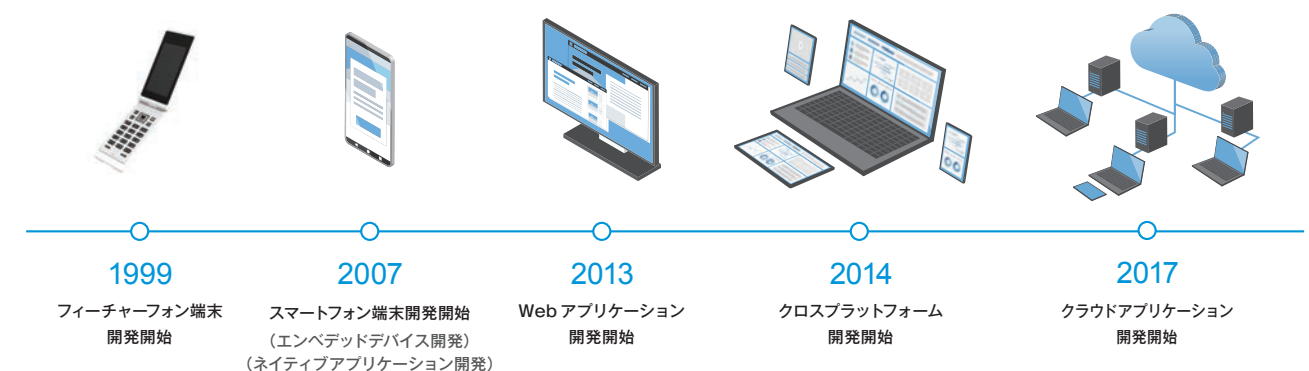 1999
フィーチャーフォン端末
開発開始
2007
スマートフォン端末開発開始
(エンベデッドデバイス開発)
(ネイティブアプリケーション開発)
2013
Web アプリケーション
開発開始
2014
クロスプラットフォーム
開発開始
2017
クラウドアプリケーション
開発開始